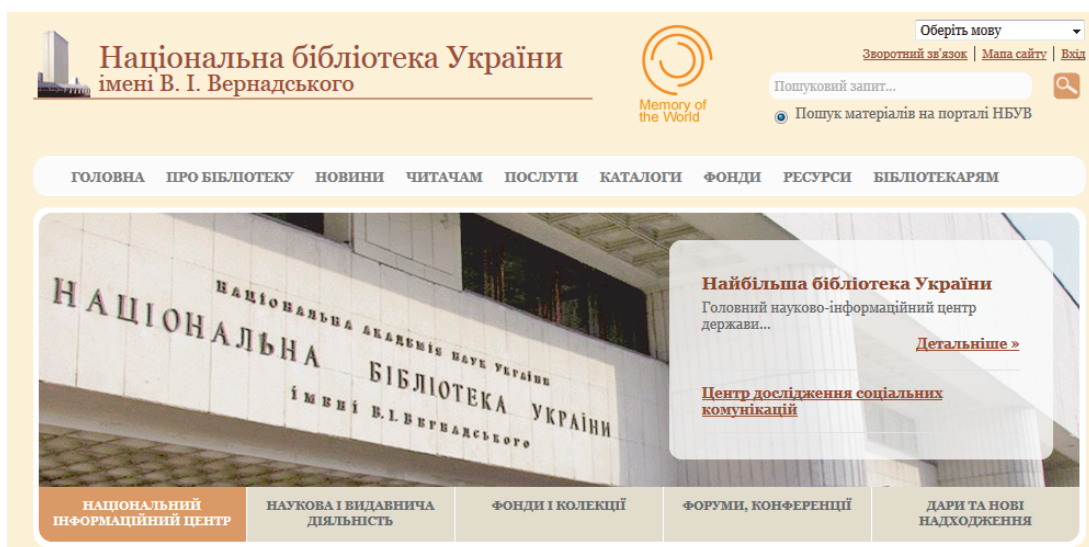 Національна бібліотека України
імені В. І. Вернадського
Memory of
the World
Оберіть мову
Зворотний зв'язок | Мапа сайту | Вхід
Пошуковий запит...
Пошук матеріалів на порталі НБУВ
ГОЛОВНА ПРО БІБЛІОТЕКУ НОВИНИ ЧИТАЧАМ ПОСЛУГИ КАТАЛОГИ ФОНДИ РЕСУРСИ БІБЛІОТЕКАРЯМ
НАЦІОНАЛЬНА АКАДЕМІЯ НАУК УКРАЇНИ
НАЦІОНАЛЬНА БІБЛІОТЕКА УКРАЇНИ
імені В.І.Вернадського
Найбільша бібліотека України
Головний науково-інформаційний центр
держави...
Детальніше »
Центр дослідження соціальних
комунікацій
НАЦІОНАЛЬНИЙ
ІНФОРМАЦІЙНИЙ ЦЕНТР
НАУКОВА І ВИДАВНИЧА
ДІЯЛЬНІСТЬ
ФОНДИ І КОЛЕКЦІЇ
ФОРУМИ, КОНФЕРЕНЦІЇ
ДАРИ ТА НОВІ
НАДХОДЖЕННЯ